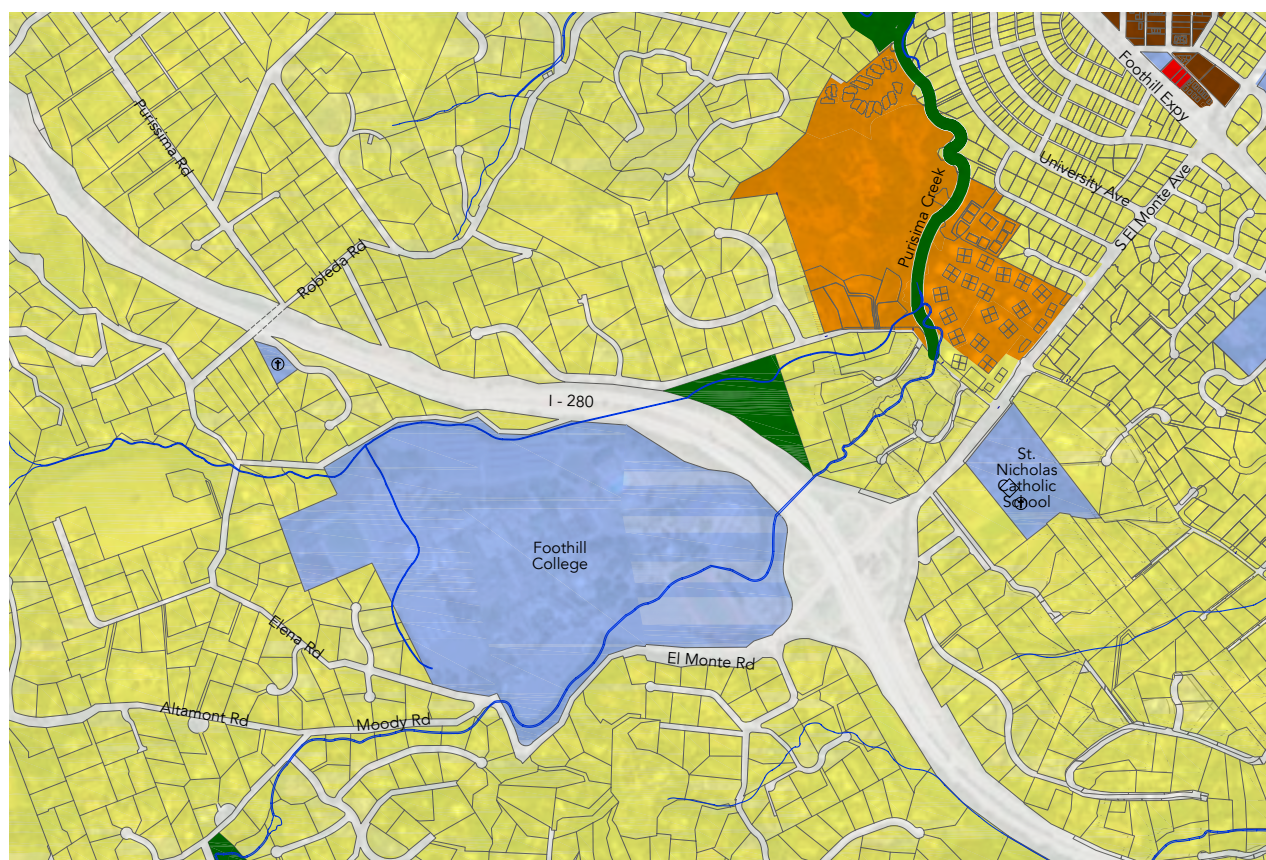 Foothill Expy
Purissima Rd
University Ave
S El Monte Ave
Purisima Creek
Robleda Rd
I - 280
St.
Nicholas
Catholic
School
Foothill
College
Elena Rd
El Monte Rd
Altamont Rd
Moody Rd